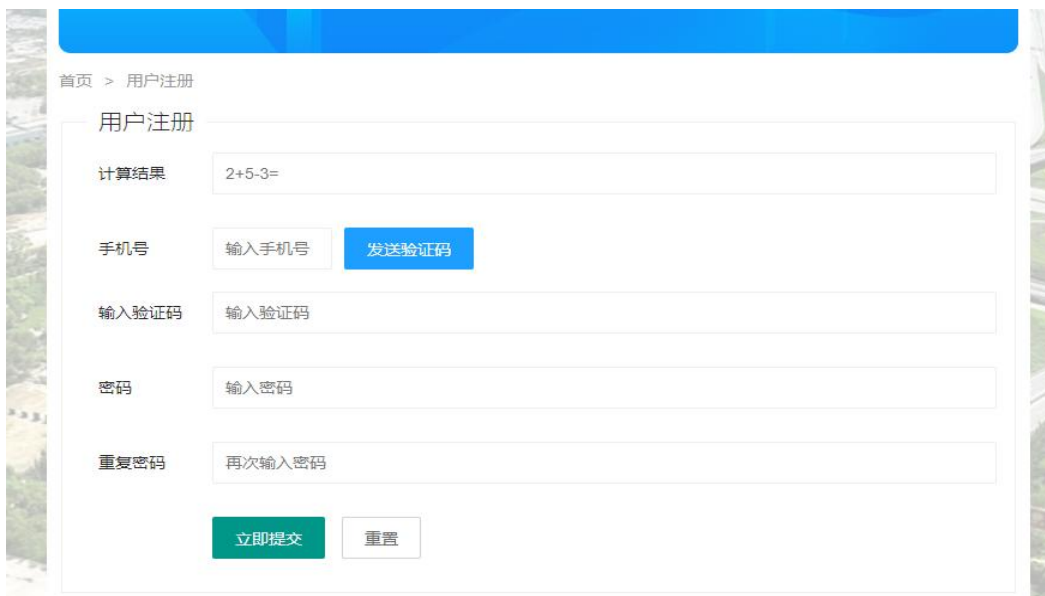 首页 > 用户注册
用户注册
计算结果 2+5-3=
手机号 输入手机号 发送验证码
输入验证码 输入验证码
密码 输入密码
重复密码 再次输入密码
立即提交 重置